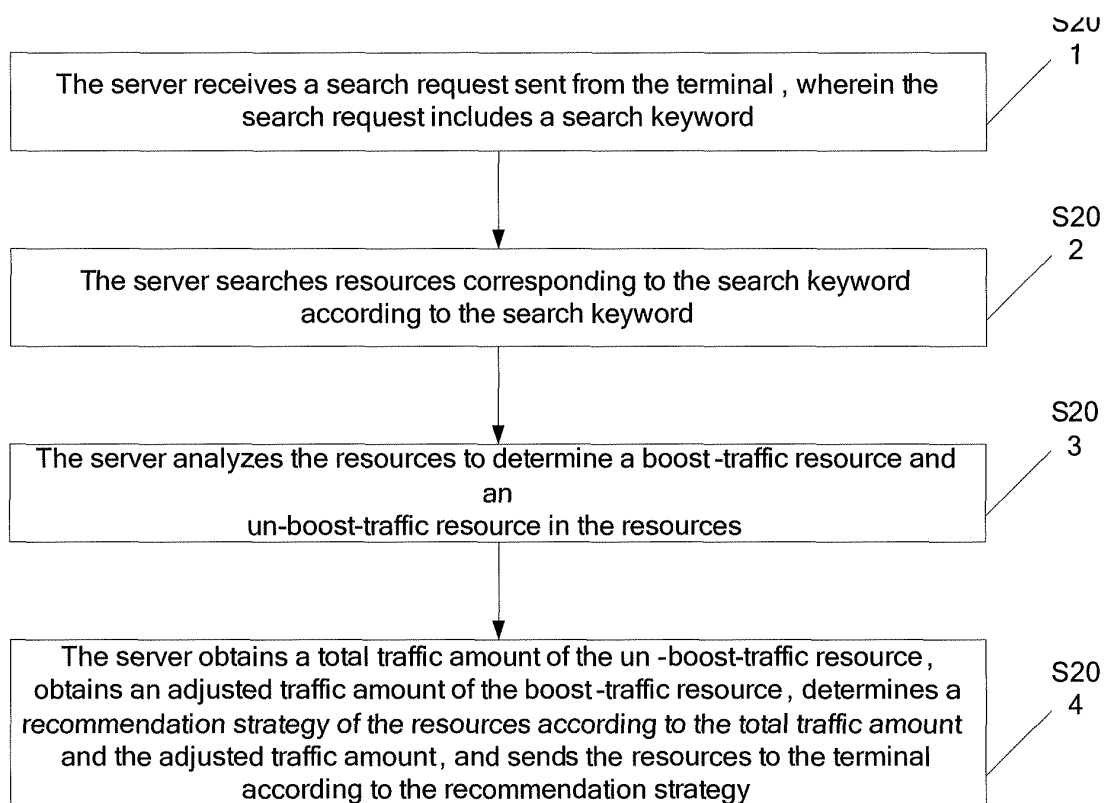 S20
1
The server receives a search request sent from the terminal , wherein the
search request includes a search keyword
S20
2
The server searches resources corresponding to the search keyword
according to the search keyword
S20
3
The server analyzes the resources to determine a boost-traffic resource and
an
un-boost-traffic resource in the resources
S20
4
The server obtains a total traffic amount of the un -boost-traffic resource ,
obtains an adjusted traffic amount of the boost-traffic resource , determines a
recommendation strategy of the resources according to the total traffic amount
and the adjusted traffic amount , and sends the resources to the terminal
according to the recommendation strategy